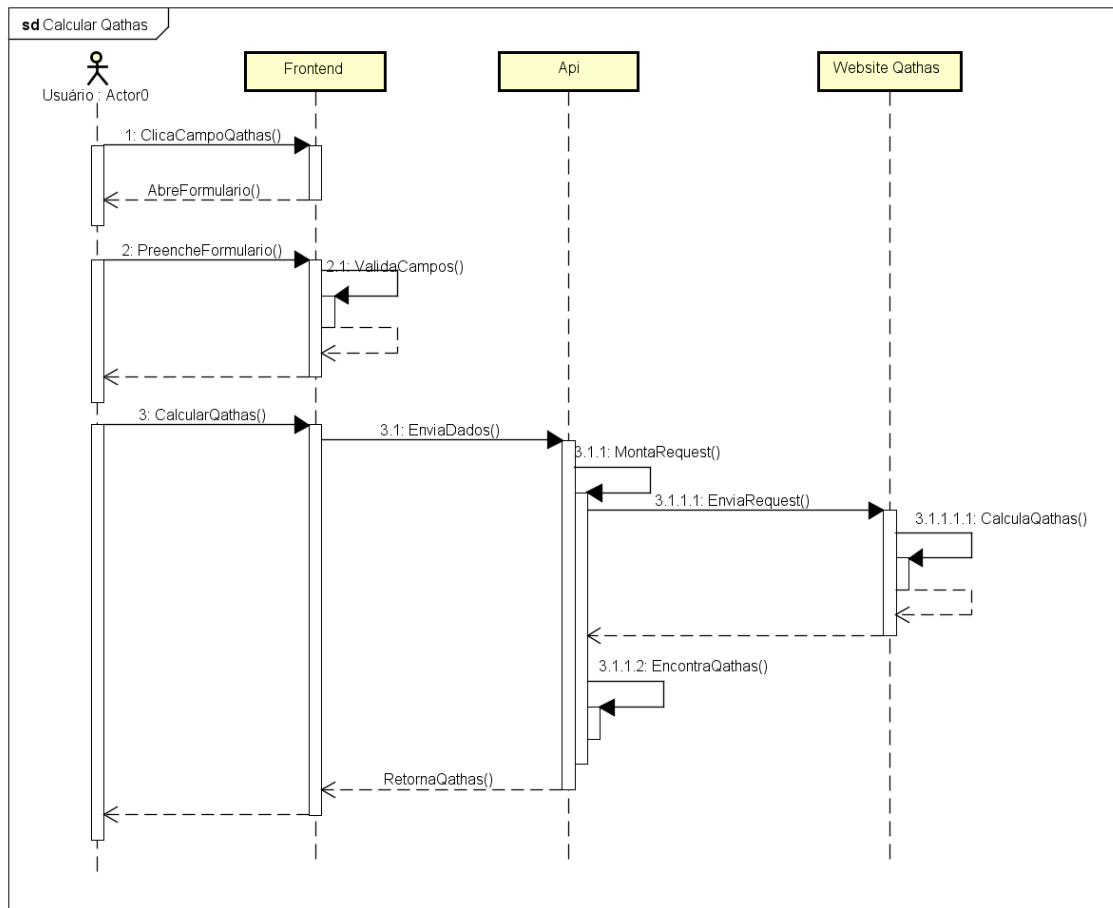 sd Calcular Qathas
Usuário : Actor0
Frontend
Api
Website Qathas
1: ClicaCampoQathas()
AbreFormulario()
2: PreencheFormulario()
2.1: ValidaCampos()
3: CalcularQathas()
3.1: EnviaDados()
3.1.1: MontaRequest()
3.1.1.1: EnviaRequest()
3.1.1.1.1: CalculaQathas()
3.1.1.2: EncontraQathas()
RetornaQathas()